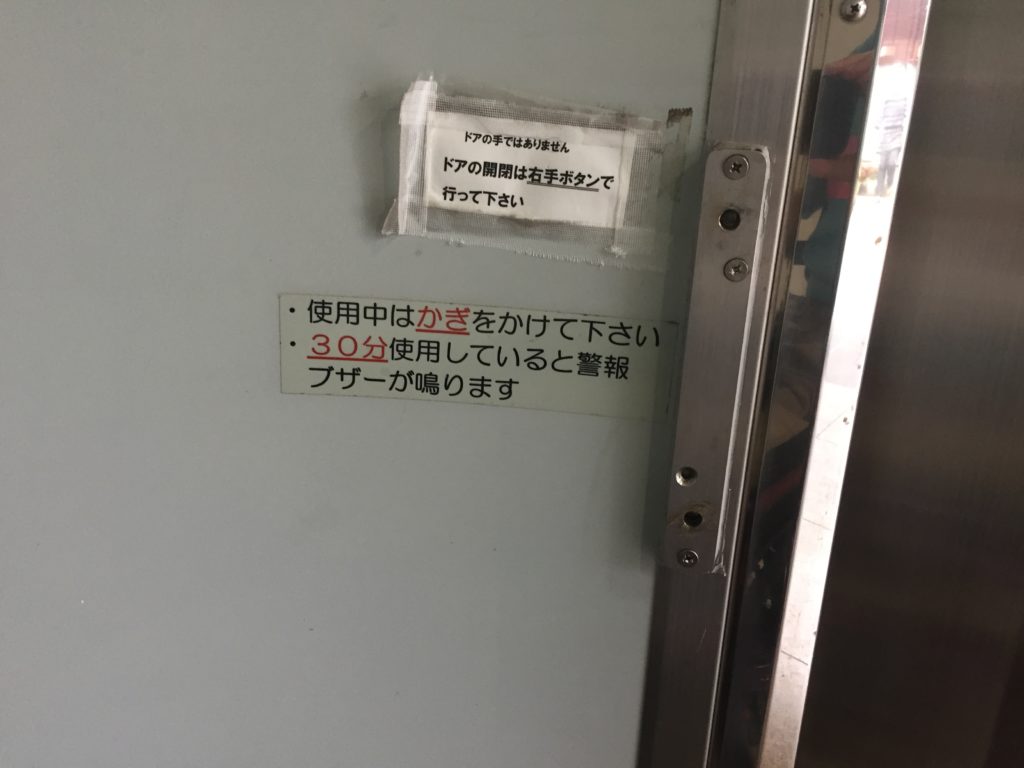 ドアの手ではありません
ドアの開閉は右手ボタンで
行って下さい
・使用中はかぎをかけて下さい
・３０分使用していると警報
ブザーが鳴ります